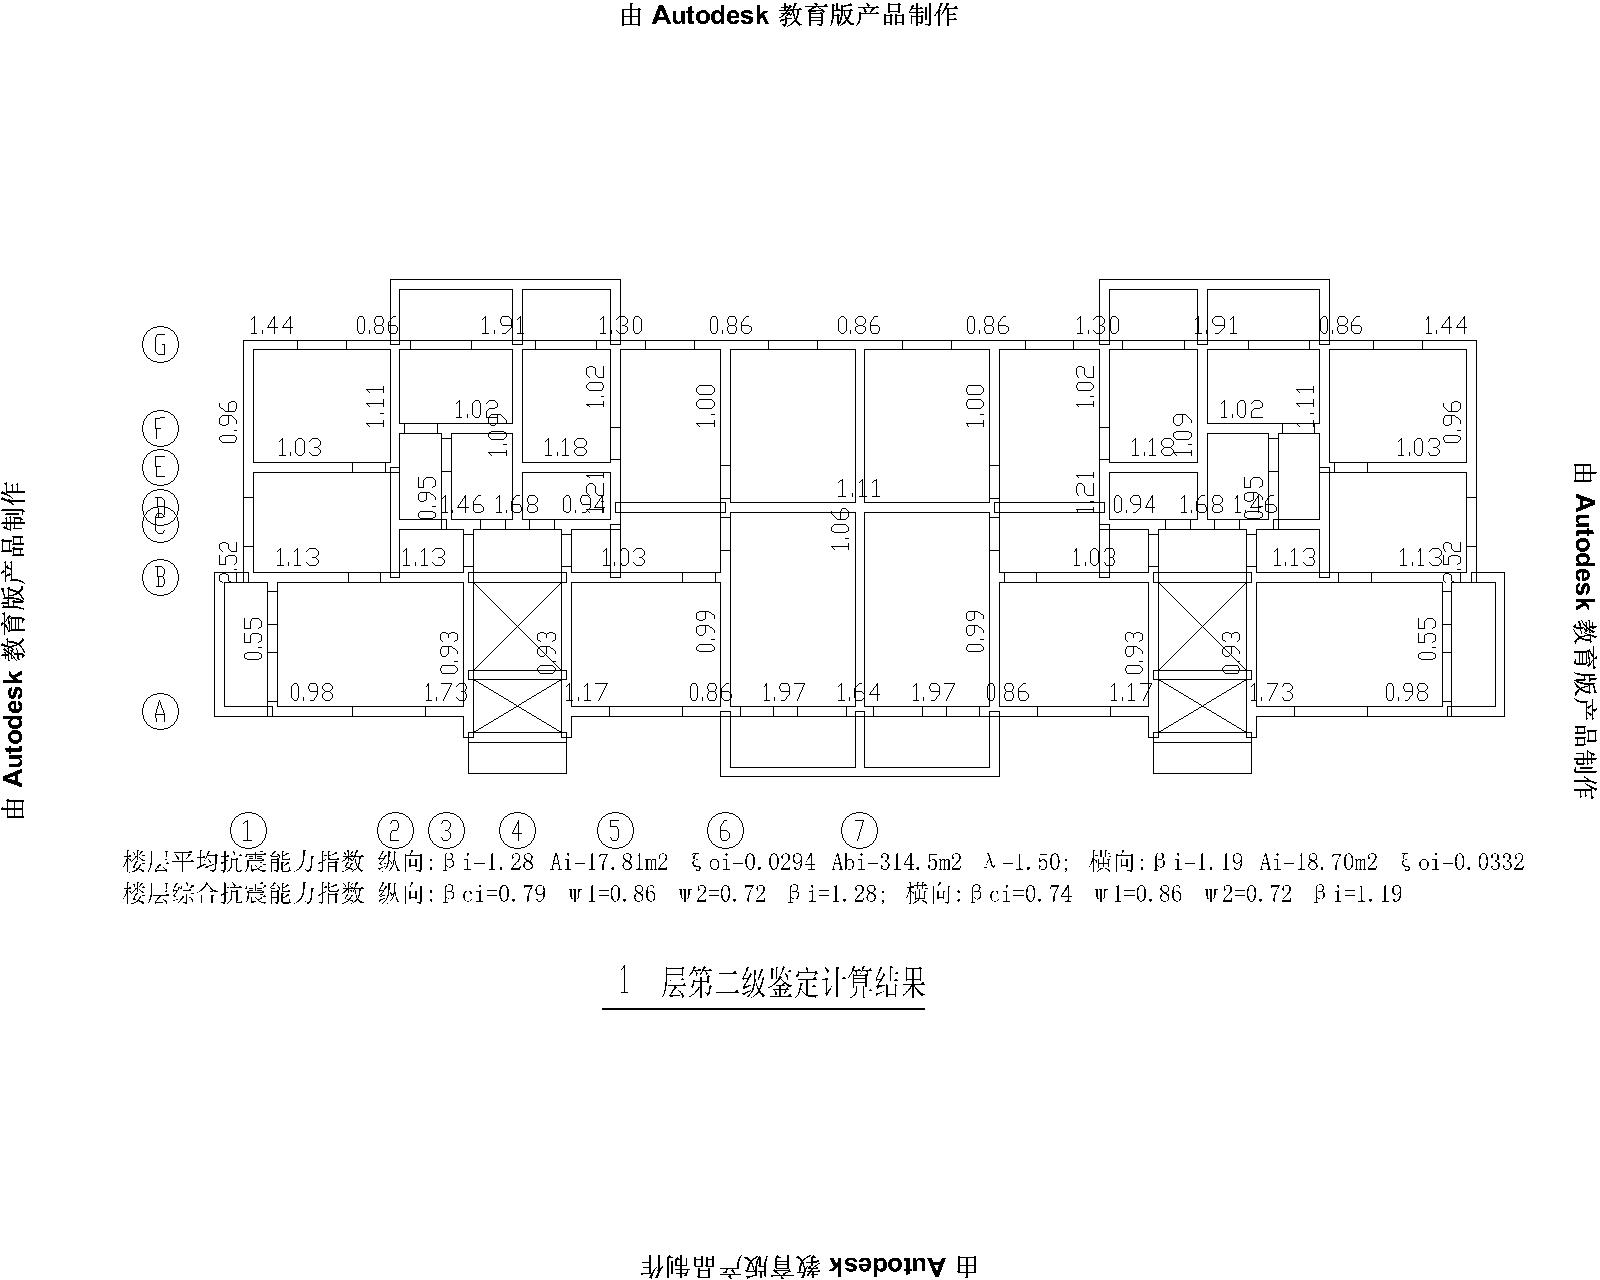 由 Autodesk 教育版产品制作
1.44 0.86 1.91 1.30 0.86 0.86 0.86 1.30 1.91 0.86 1.44
G
0.96 1.11 1.02 1.00 1.00 1.02 1.11 0.96
F
1.02 1.09 1.09 1.02
1.03 1.18 1.18 1.03
E
0.95 1.21 1.11 1.21 0.95
D
1.46 1.68 0.94 0.94 1.68 1.46
C
1.06
0.52 1.13 1.13 1.03 1.03 1.13 1.13 0.52
B
0.55 0.93 0.93 0.99 0.99 0.93 0.93 0.55
0.98 1.73 1.17 0.86 1.97 1.64 1.97 0.86 1.17 1.73 0.98
A
由 Autodesk 教育版产品制作
由 Autodesk 教育版产品制作
1 2 3 4 5 6 7
楼层平均抗震能力指数 纵向:βi-1.28 Ai-17.81m2 ξoi-0.0294 Abi-314.5m2 λ-1.50; 横向:βi-1.19 Ai-18.70m2 ξoi-0.0332
楼层综合抗震能力指数 纵向:βci=0.79 ψ1=0.86 ψ2=0.72 βi=1.28; 横向:βci=0.74 ψ1=0.86 ψ2=0.72 βi=1.19
1 层第二级鉴定计算结果
由 Autodesk 教育版产品制作